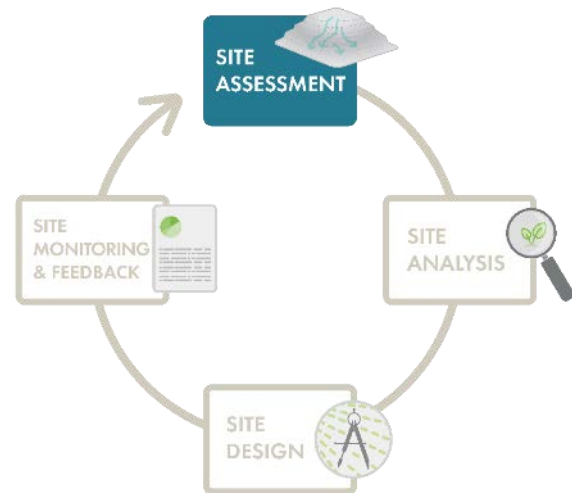 SITE
ASSESSMENT
SITE
ANALYSIS
SITE
DESIGN
SITE
MONITORING
& FEEDBACK